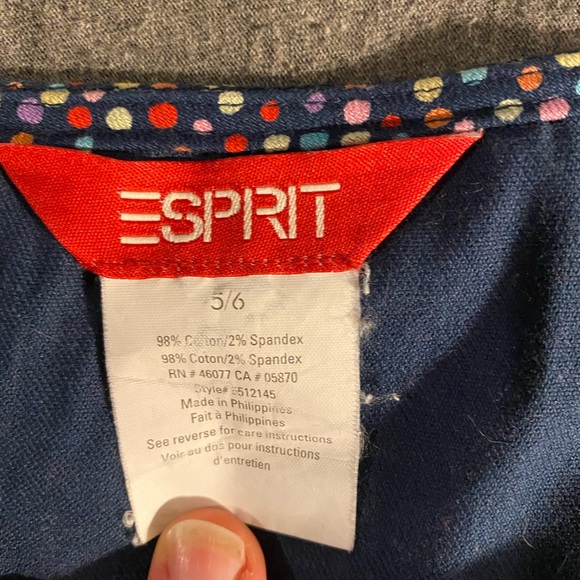 ESPRIT
5/6
98% Cotton/2% Spandex
98% Coton/2% Spandex
RN # 46077 CA # 05870
Style# 512145
Made in Philippines
Fait à Philippines
See reverse for care instructions
Voir au dos pour instructions
d'entretien